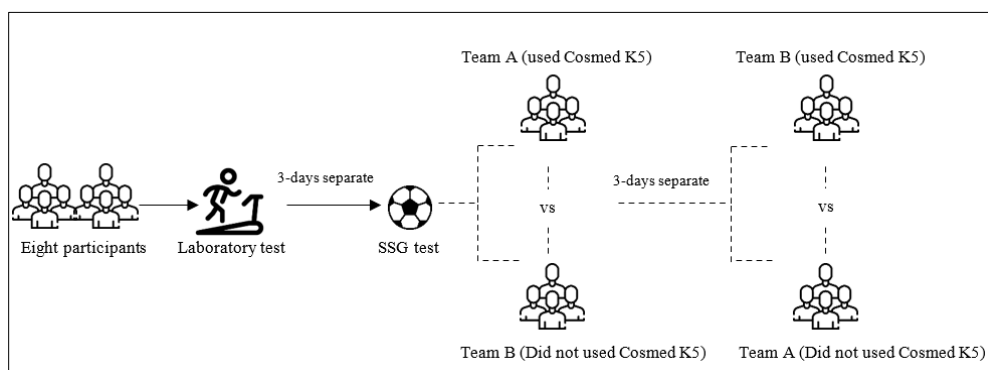 Team A (used Cosmed K5)
Team B (used Cosmed K5)
3-days separate
3-days separate
vs
vs
Eight participants
Laboratory test
SSG test
Team B (Did not used Cosmed K5)
Team A (Did not used Cosmed K5)